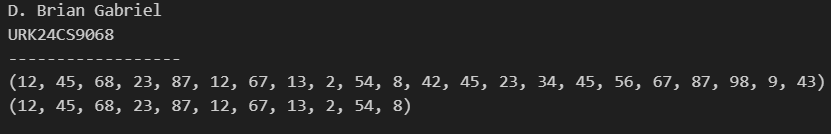 D. Brian Gabriel
URK24CS9068
------------------
(12, 45, 68, 23, 87, 12, 67, 13, 2, 54, 8, 42, 45, 23, 34, 45, 56, 67, 87, 98, 9, 43)
(12, 45, 68, 23, 87, 12, 67, 13, 2, 54, 8)